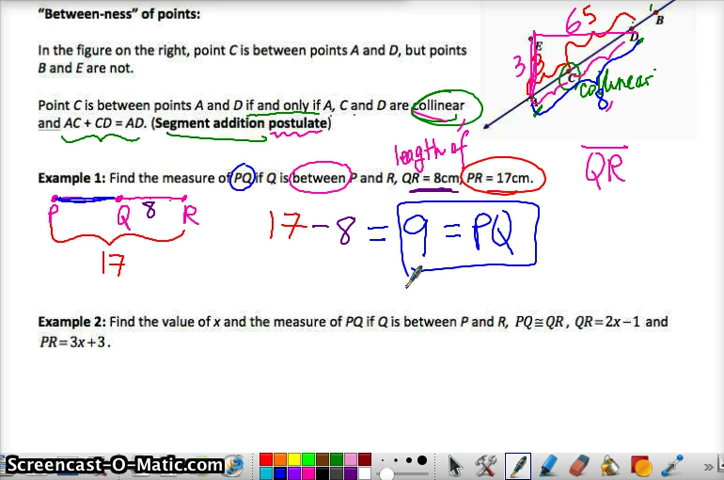 "Between-ness" of points:
In the figure on the right, point C is between points A and D, but points
B and E are not.
Point C is between points A and D if and only if A, C and D are collinear
and AC + CD = AD. (Segment addition postulate)
65
B
E
D
3
3
C
collinear
8
length of
QR
Example 1: Find the measure of PQ if Q is between P and R, QR = 8cm, PR = 17cm.
P Q 8 R
17
17 - 8 = 9 = PQ
Example 2: Find the value of x and the measure of PQ if Q is between P and R, PQ≅QR, QR=2x−1 and
PR=3x+3.
Screencast-O-Matic.com